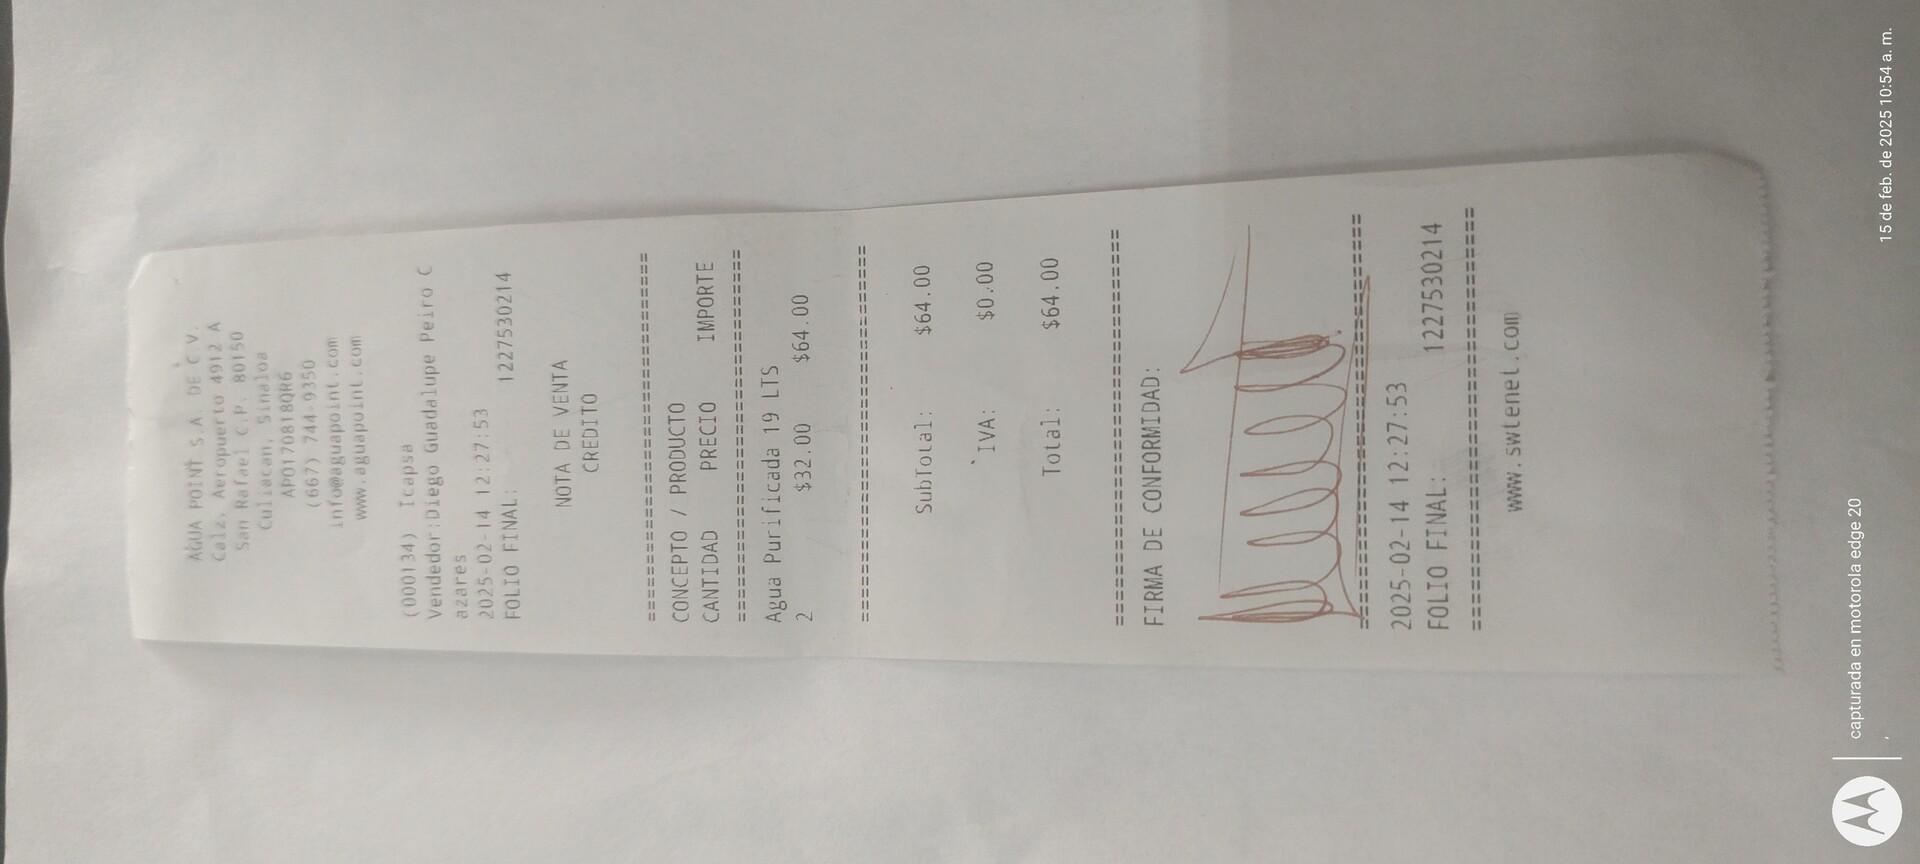 AGUA POINT S.A. DE C.V.
Calz, Aeropuerto 4912 A
San Rafael C.P. 80150
Culiacan, Sinaloa
APO170818QR6
(667) 744-9350
info@aguapoint.com
www.aguapoint.com
(000134) Icapsa
Vendedor:Diego Guadalupe Peiro C
azares
2025-02-14 12:27:53
FOLIO FINAL: 1227530214
NOTA DE VENTA
CREDITO
================================
CONCEPTO / PRODUCTO
CANTIDAD PRECIO IMPORTE
================================
Agua Purificada 19 LTS
2 $32.00 $64.00
================================
SubTotal: $64.00
`IVA: $0.00
Total: $64.00
================================
FIRMA DE CONFORMIDAD:
================================
2025-02-14 12:27:53
FOLIO FINAL: 1227530214
================================
www.swtenet.com
capturada en motorola edge 20
, 15 de feb. de 2025 10:54 a. m.